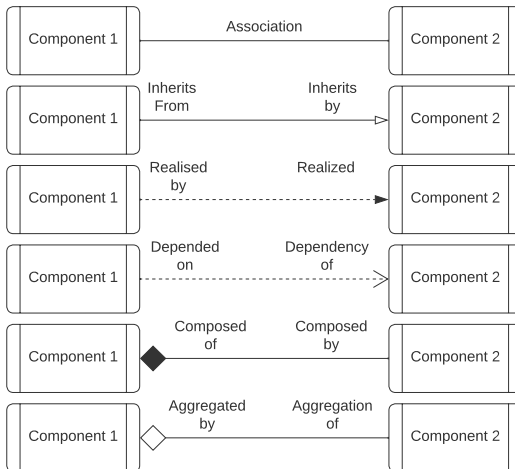 Component 1
Association
Component 2
Component 1
Inherits
From
Inherits
by
Component 2
Component 1
Realised
by
Realized
Component 2
Component 1
Depended
on
Dependency
of
Component 2
Component 1
Composed
of
Composed
by
Component 2
Component 1
Aggregated
by
Aggregation
of
Component 2